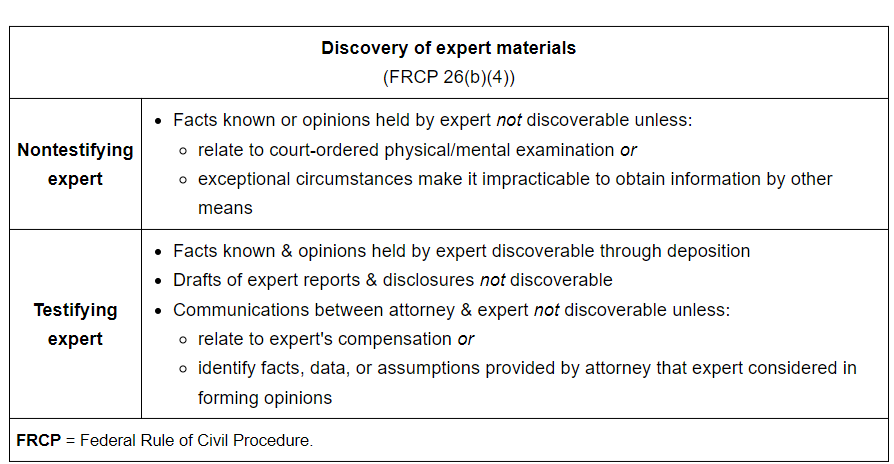 Discovery of expert materials
(FRCP 26(b)(4))
Nontestifying
expert
• Facts known or opinions held by expert not discoverable unless:
○ relate to court-ordered physical/mental examination or
○ exceptional circumstances make it impracticable to obtain information by other
means
Testifying
expert
• Facts known & opinions held by expert discoverable through deposition
• Drafts of expert reports & disclosures not discoverable
• Communications between attorney & expert not discoverable unless:
○ relate to expert's compensation or
○ identify facts, data, or assumptions provided by attorney that expert considered in
forming opinions
FRCP = Federal Rule of Civil Procedure.